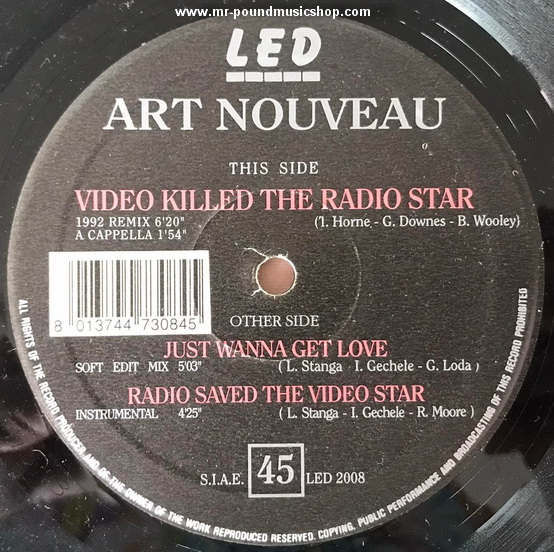 www.mr-poundmusicshop.com
LED
ART NOUVEAU
THIS SIDE
VIDEO KILLED THE RADIO STAR
1992 REMIX 6'20" (T. Horne - G. Downes - B. Wooley)
A CAPPELLA 1'54"
8 013744 730845
OTHER SIDE
JUST WANNA GET LOVE
SOFT EDIT MIX 5'03" ( L. Stanga - I. Gechele - G. Loda )
RADIO SAVED THE VIDEO STAR
INSTRUMENTAL 4'25" ( L. Stanga - I. Gechele - R. Moore )
S.I.A.E. 45 LED 2008
ALL RIGHTS OF THE RECORD PRODUCER AND OF THE OWNER OF THE WORK REPRODUCED RESERVED. COPYING, PUBLIC PERFORMANCE AND BROADCASTING OF THIS RECORD PROHIBITED